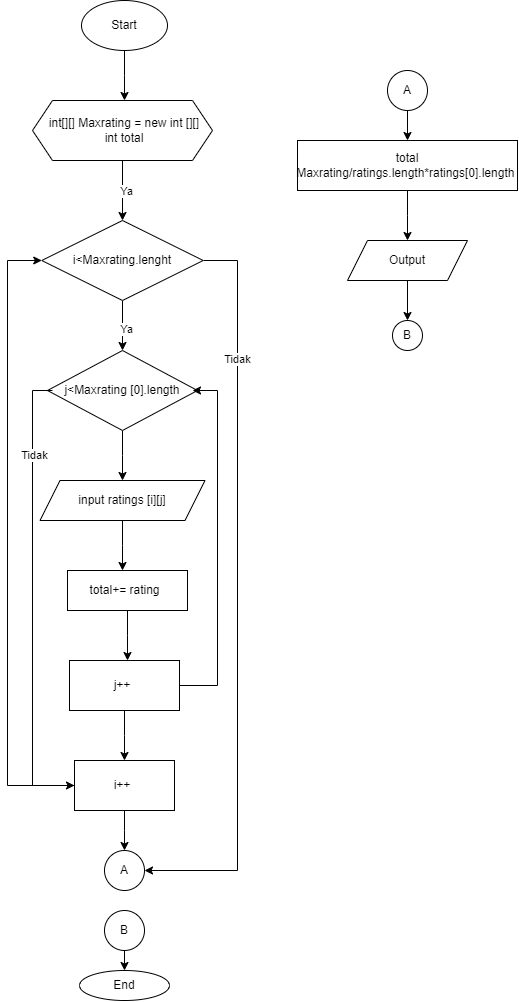 Start
int[][] Maxrating = new int [][]
int total
Ya
i<Maxrating.lenght
Ya
Tidak
j<Maxrating [0].length
Tidak
input ratings [i][j]
total+= rating
j++
i++
A
B
End
A
total
Maxrating/ratings.length*ratings[0].length
Output
B